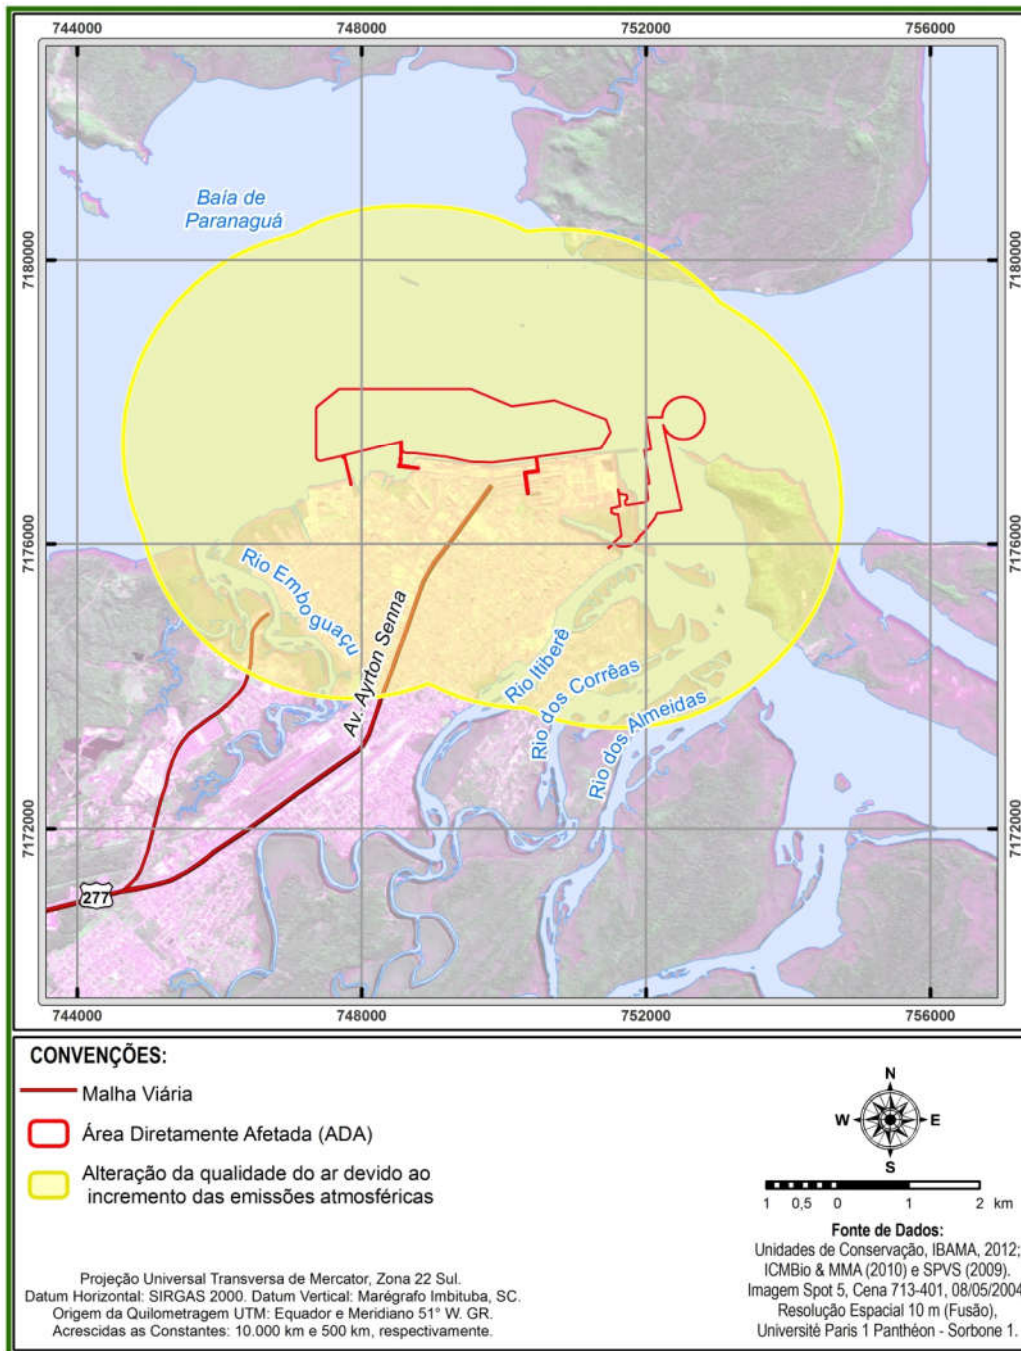 744000
748000
752000
756000
7180000
7180000
Baía de
Paranaguá
7176000
7176000
Rio Emboguaçu
Av. Ayrton Senna
Rio Itiberê
Rio dos Corrêas
Rio dos Almeidas
7172000
7172000
277
744000
748000
752000
756000
CONVENÇÕES:
Malha Viária
Área Diretamente Afetada (ADA)
Alteração da qualidade do ar devido ao
incremento das emissões atmosféricas
N
W
E
S
1 0,5 0 1 2 km
Projeção Universal Transversa de Mercator, Zona 22 Sul.
Datum Horizontal: SIRGAS 2000. Datum Vertical: Marégrafo Imbituba, SC.
Origem da Quilometragem UTM: Equador e Meridiano 51° W. GR.
Acrescidas as Constantes: 10.000 km e 500 km, respectivamente.
Fonte de Dados:
Unidades de Conservação, IBAMA, 2012;
ICMBio & MMA (2010) e SPVS (2009).
Imagem Spot 5, Cena 713-401, 08/05/2004
Resolução Espacial 10 m (Fusão),
Université Paris 1 Panthéon - Sorbone 1.